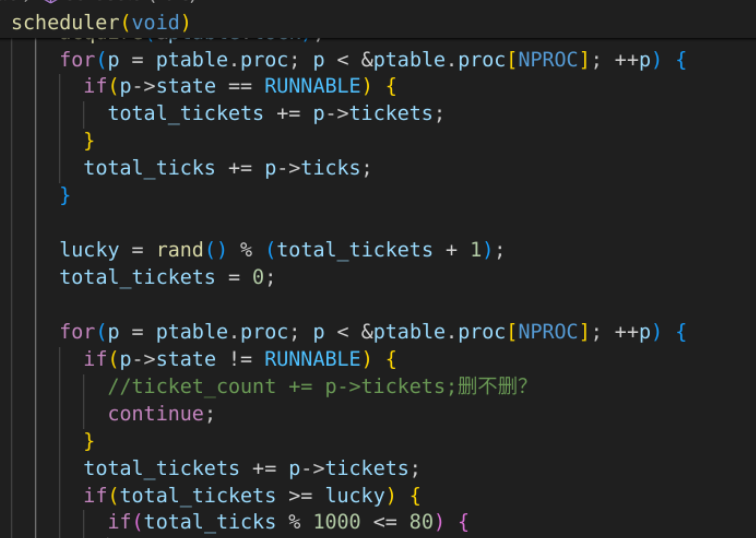 scheduler(void)
for(p = ptable.proc; p < &ptable.proc[NPROC]; ++p) {
if(p->state == RUNNABLE) {
total_tickets += p->tickets;
}
total_ticks += p->ticks;
}
lucky = rand() % (total_tickets + 1);
total_tickets = 0;
for(p = ptable.proc; p < &ptable.proc[NPROC]; ++p) {
if(p->state != RUNNABLE) {
//ticket_count += p->tickets;删不删?
continue;
}
total_tickets += p->tickets;
if(total_tickets >= lucky) {
if(total_ticks % 1000 <= 80) {